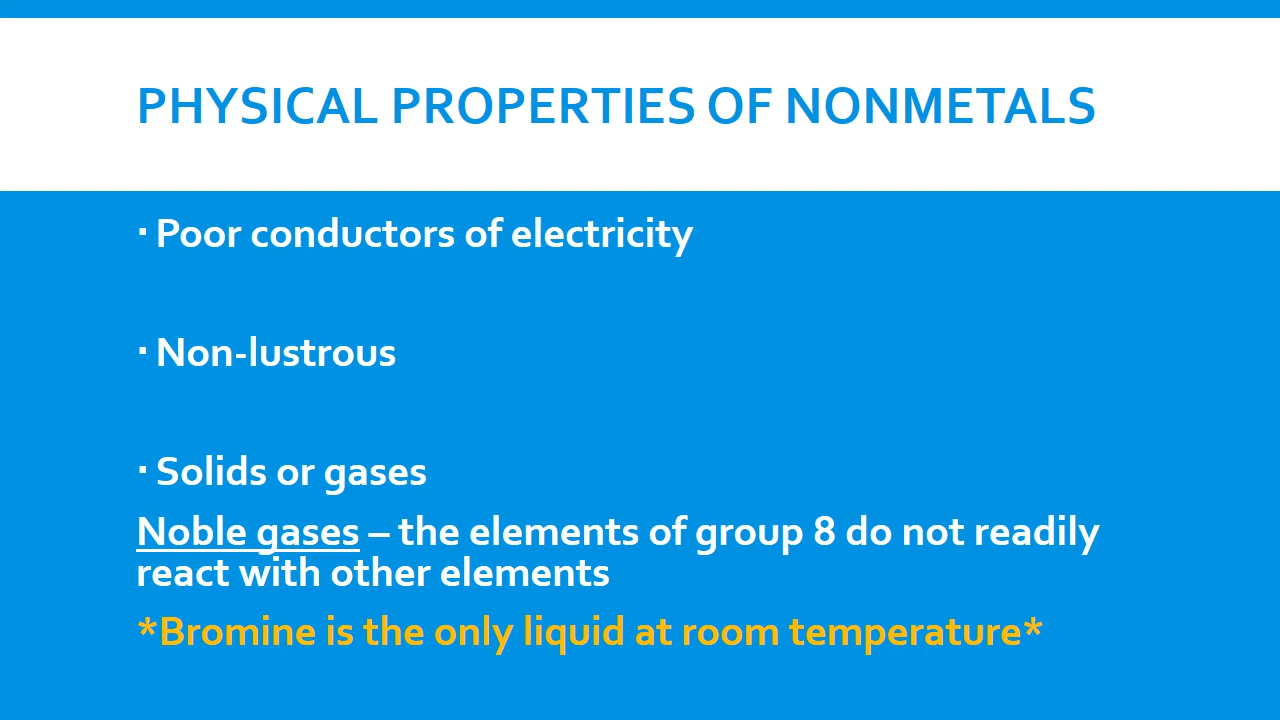 PHYSICAL PROPERTIES OF NONMETALS
▪ Poor conductors of electricity
▪ Non-lustrous
▪ Solids or gases
Noble gases – the elements of group 8 do not readily
react with other elements
*Bromine is the only liquid at room temperature*